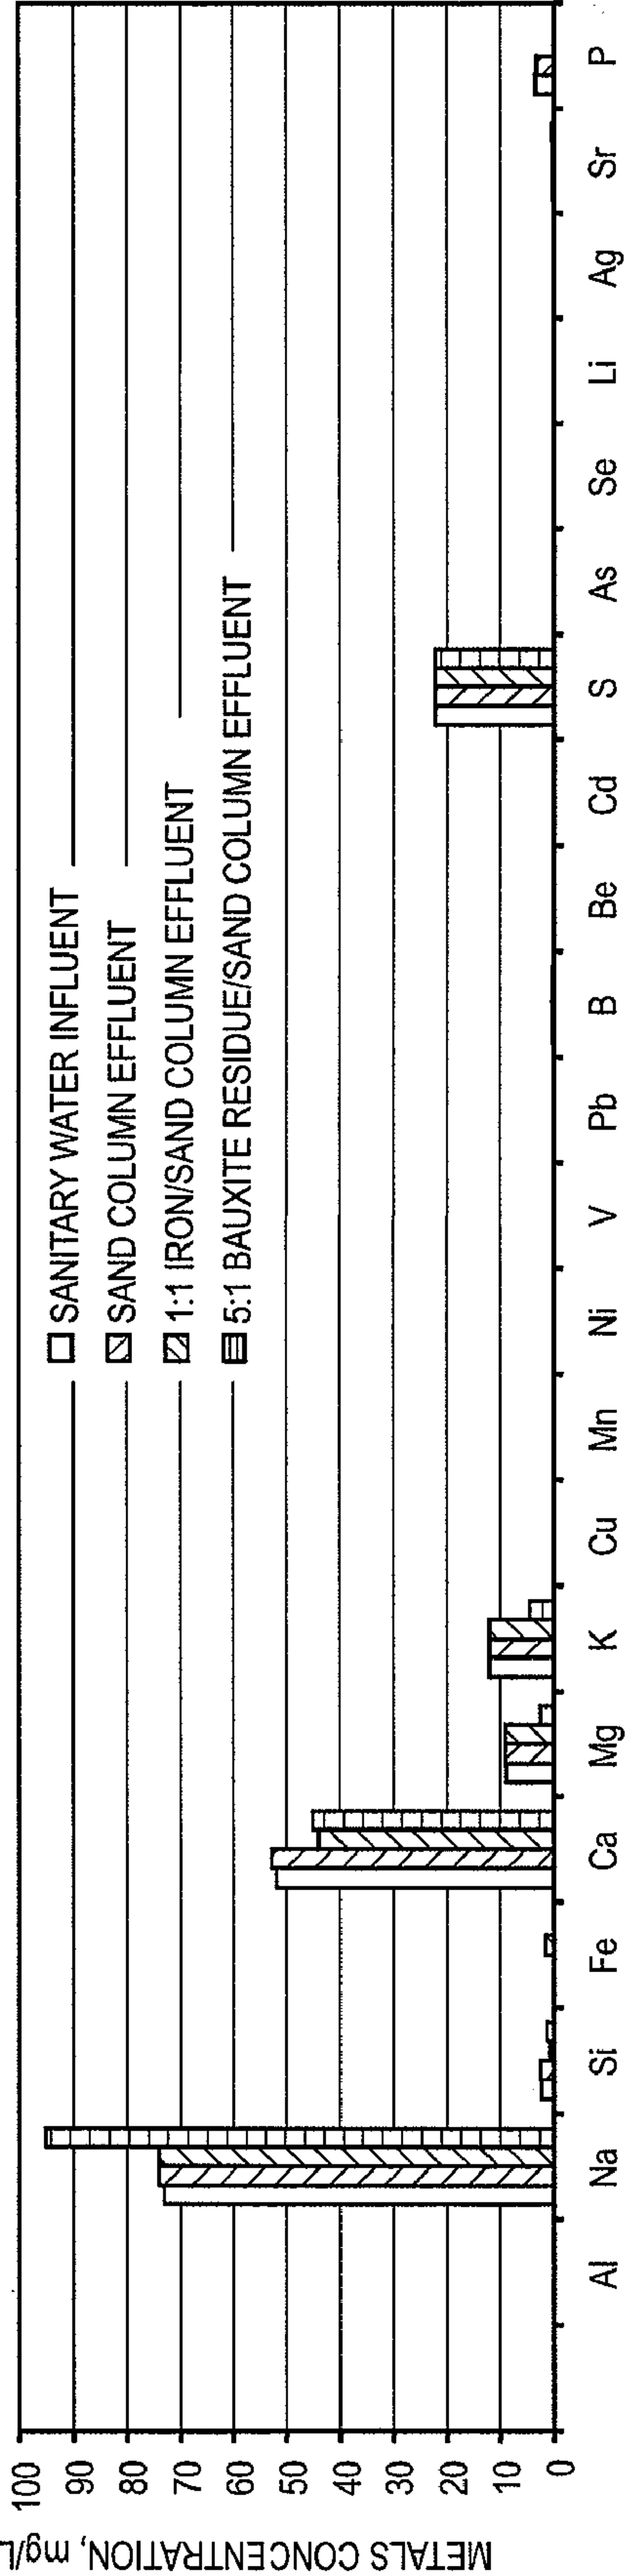 METALS CONCENTRATION, mg/L
100
90
80
70
60
50
40
30
20
10
0
SANITARY WATER INFLUENT
SAND COLUMN EFFLUENT
1:1 IRON/SAND COLUMN EFFLUENT
5:1 BAUXITE RESIDUE/SAND COLUMN EFFLUENT
Al Na Si Fe Ca Mg K Cu Mn Ni V Pb B Be Cd S As Se Li Ag Sr P